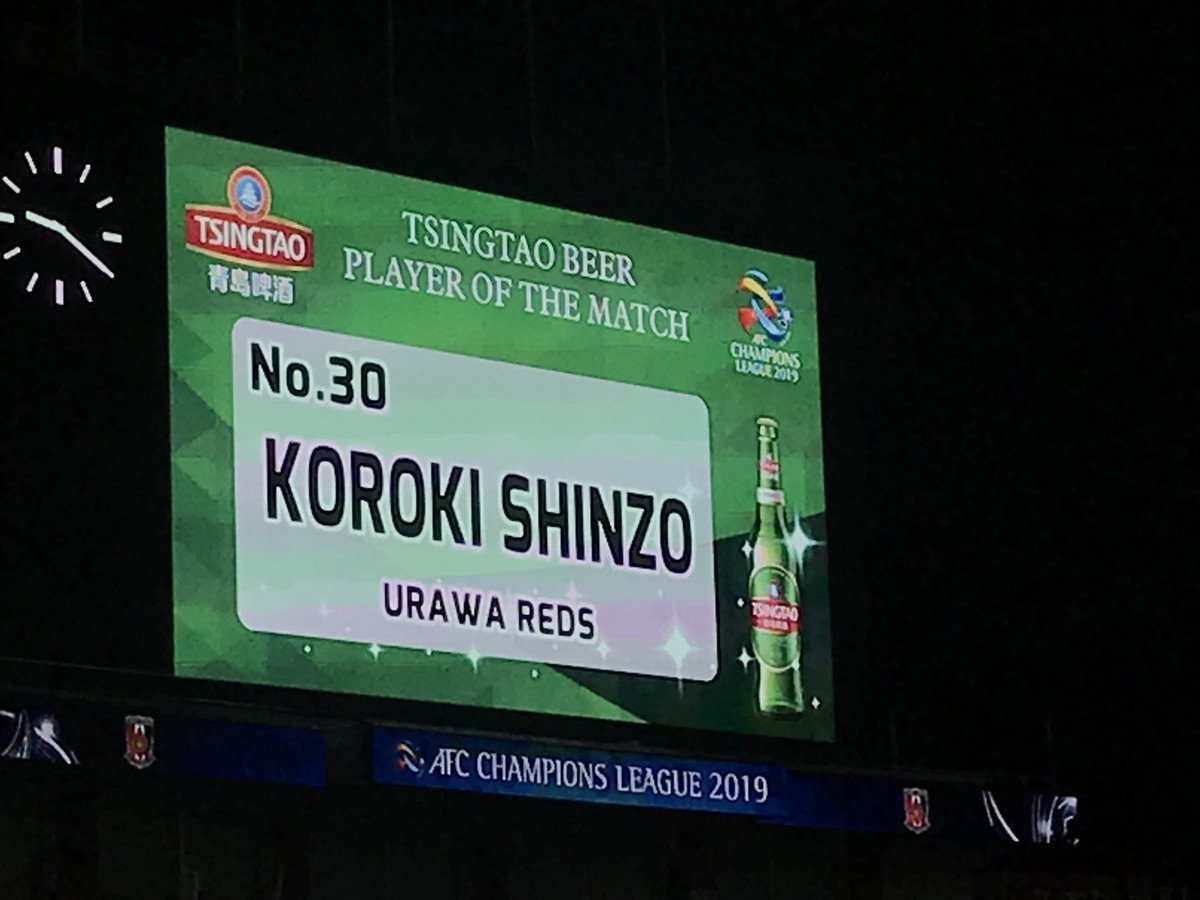 TSINGTAO
青島啤酒
TSINGTAO BEER
PLAYER OF THE MATCH
AFC
CHAMPIONS
LEAGUE 2019
No.30
KOROKI SHINZO
URAWA REDS
TSINGTAO
AFC CHAMPIONS LEAGUE 2019